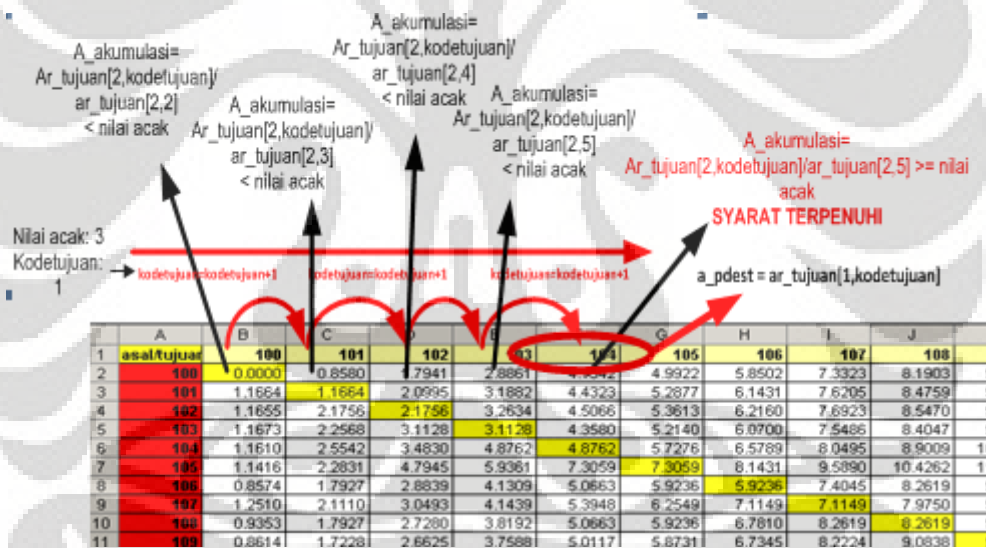 A_akumulasi=
Ar_tujuan[2,kodetujuan]/
ar_tujuan[2,2]
< nilai acak
A_akumulasi=
Ar_tujuan[2,kodetujuan]/
ar_tujuan[2,3]
< nilai acak
A_akumulasi=
Ar_tujuan[2,kodetujuan]/
ar_tujuan[2,4]
< nilai acak
A_akumulasi=
Ar_tujuan[2,kodetujuan]/
ar_tujuan[2,5]
< nilai acak
A_akumulasi=
Ar_tujuan[2,kodetujuan]/ar_tujuan[2,5] >= nilai
acak
SYARAT TERPENUHI
Nilai acak: 3
Kodetujuan:
1
kodetujuan=kodetujuan+1 kodetujuan=kodetujuan+1 kodetujuan=kodetujuan+1
a_pdest = ar_tujuan[1,kodetujuan]
A B C G H I J
1 asal/tujuan 100 101 102 103 104 105 106 107 108
2 100 0.0000 0.8580 1.7941 2.8861 4.9922 5.8502 7.3323 8.1903
3 101 1.1664 1.1664 2.0995 3.1882 4.4323 5.2877 6.1431 7.6205 8.4759
4 102 1.1655 2.1756 2.1756 3.2634 4.5066 5.3613 6.2160 7.6923 8.5470
5 103 1.1673 2.2568 3.1128 3.1128 4.3580 5.2140 6.0700 7.5486 8.4047
6 104 1.1610 2.5542 3.4830 4.8762 4.8762 5.7276 6.5789 8.0495 8.9009
7 105 1.1416 2.2831 4.7945 5.9361 7.3059 7.3059 8.1431 9.5890 10.4262
8 106 0.8574 1.7927 2.8839 4.1309 5.0663 5.9236 5.9236 7.4045 8.2619
9 107 1.2510 2.1110 3.0493 4.1439 5.3948 6.2549 7.1149 7.1149 7.9750
10 108 0.9353 1.7927 2.7280 3.8192 5.0663 5.9236 6.7810 8.2619 8.2619
11 109 0.8614 1.7228 2.6625 3.7588 5.0117 5.8731 6.7345 8.2224 9.0838